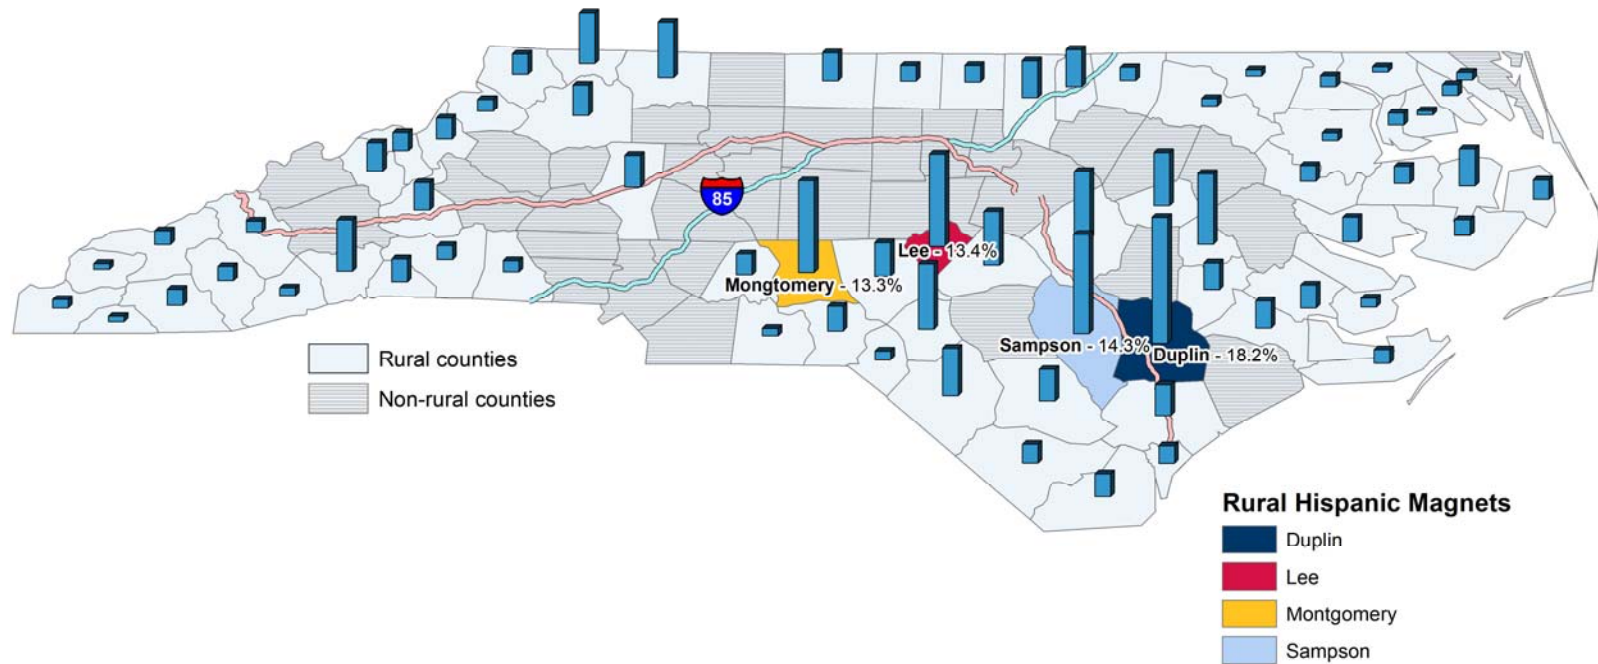 85
Lee - 13.4%
Mongtomery - 13.3%
Sampson - 14.3%
Duplin - 18.2%
Rural counties
Non-rural counties
Rural Hispanic Magnets
Duplin
Lee
Montgomery
Sampson